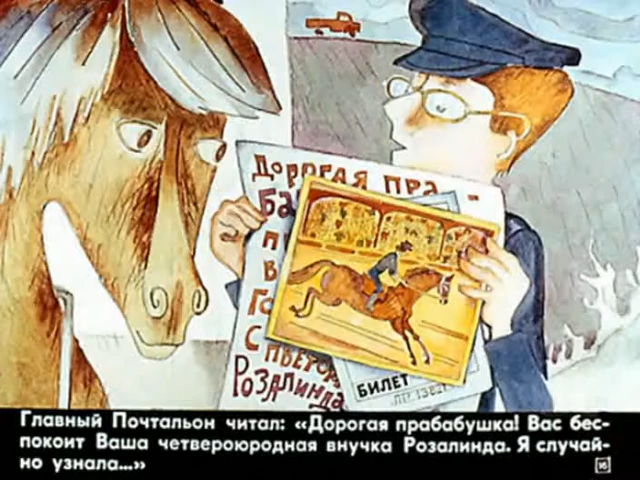 Дорогая пра-
Ба
п
в
Го
С
Розалинда
БИЛЕТ
Главный Почтальон читал: «Дорогая прабабушка! Вас бес-
покоит Ваша четвероюродная внучка Розалинда. Я случай-
но узнала...»